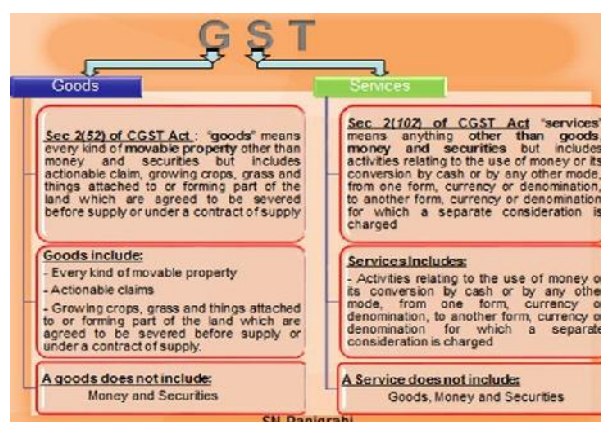 G S T
Goods
Sec 2(52) of CGST Act : "goods" means
every kind of movable property other than
money and securities but includes
actionable claim, growing crops, grass and
things attached to or forming part of the
land which are agreed to be severed
before supply or under a contract of supply
Goods include:
- Every kind of movable property
- Actionable claims
- Growing crops, grass and things attached
to or forming part of the land which are
agreed to be severed before supply or
under a contract of supply.
A goods does not include:
Money and Securities
Services
Sec 2(102) of CGST Act "services"
means anything other than goods,
money and securities but includes
activities relating to the use of money or its
conversion by cash or by any other mode,
from one form, currency or denomination,
to another form, currency or denomination
for which a separate consideration is
charged
Services Includes:
- Activities relating to the use of money or
its conversion by cash or by any other
mode, from one form, currency or
denomination, to another form, currency or
denomination for which a separate
consideration is charged
A Service does not include:
Goods, Money and Securities
SN Panigrahi